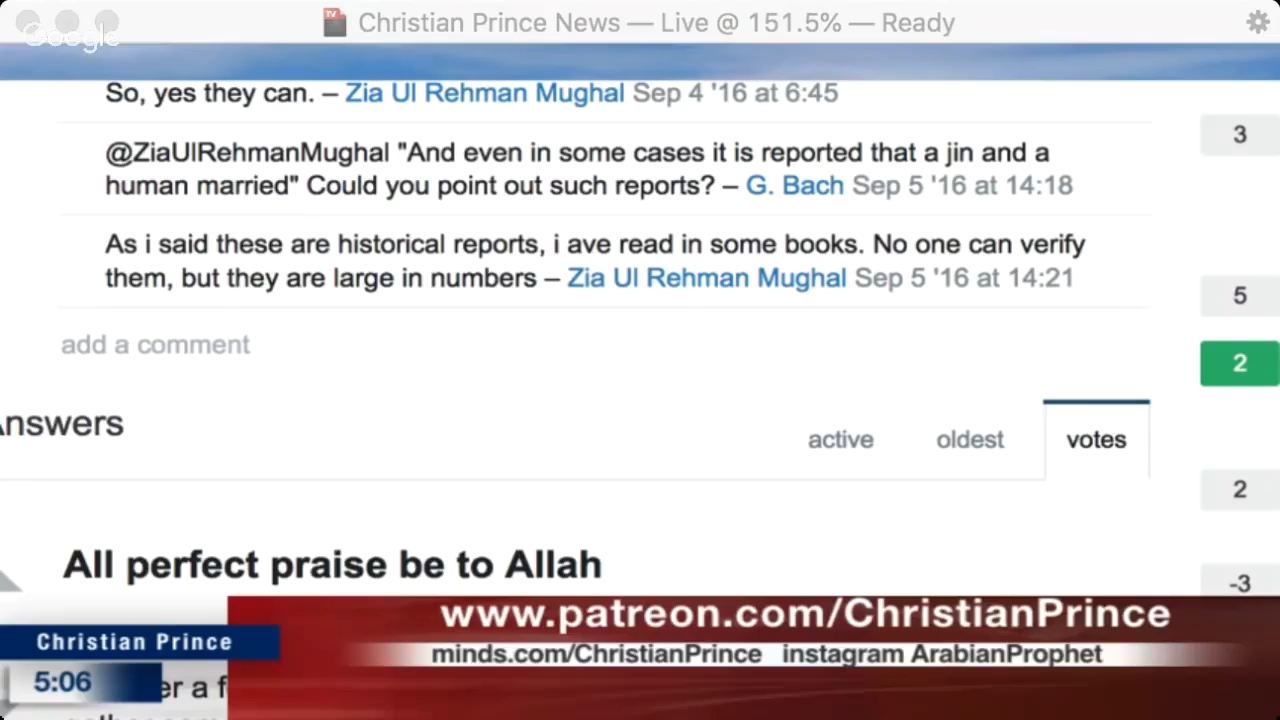 Christian Prince News — Live @ 151.5% — Ready
Google
So, yes they can. – Zia Ul Rehman Mughal Sep 4 '16 at 6:45
3
@ZiaUlRehmanMughal "And even in some cases it is reported that a jin and a
human married" Could you point out such reports? – G. Bach Sep 5 '16 at 14:18
As i said these are historical reports, i ave read in some books. No one can verify
them, but they are large in numbers – Zia Ul Rehman Mughal Sep 5 '16 at 14:21
5
add a comment
2
nswers
active oldest votes
2
All perfect praise be to Allah
-3
www.patreon.com/ChristianPrince
Christian Prince
minds.com/ChristianPrince instagram ArabianProphet
5:06
er a f